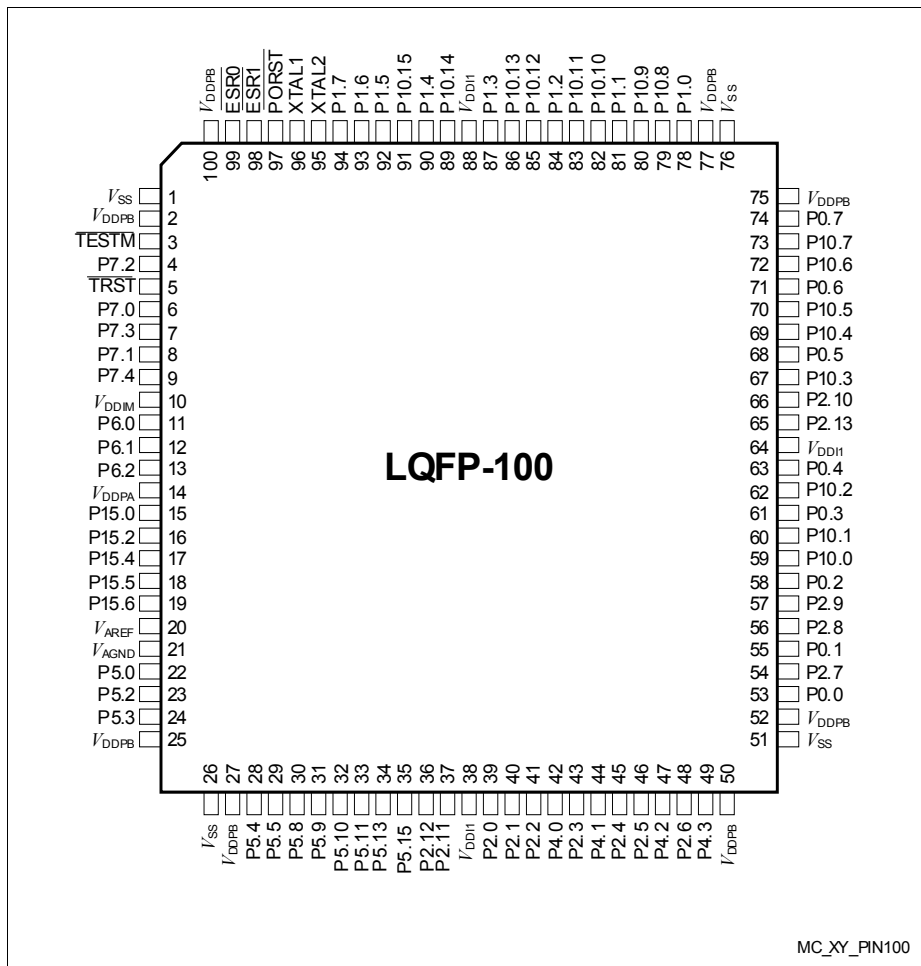 VDDPB
ESR0
ESR1
PORST
XTAL1
XTAL2
P1.7
P1.6
P1.5
P10.15
P1.4
P10.14
VDDI1
P1.3
P10.13
P10.12
P1.2
P10.11
P10.10
P1.1
P10.9
P10.8
P1.0
VDDPB
VSS
100
99
98
97
96
95
94
93
92
91
90
89
88
87
86
85
84
83
82
81
80
79
78
77
76
VSS 1
VDDPB 2
TESTM 3
P7.2 4
TRST 5
P7.0 6
P7.3 7
P7.1 8
P7.4 9
VDDIM 10
P6.0 11
P6.1 12
P6.2 13
VDDPA 14
P15.0 15
P15.2 16
P15.4 17
P15.5 18
P15.6 19
VAREF 20
VAGND 21
P5.0 22
P5.2 23
P5.3 24
VDDPB 25
LQFP-100
75 VDDPB
74 P0.7
73 P10.7
72 P10.6
71 P0.6
70 P10.5
69 P10.4
68 P0.5
67 P10.3
66 P2.10
65 P2.13
64 VDDI1
63 P0.4
62 P10.2
61 P0.3
60 P10.1
59 P10.0
58 P0.2
57 P2.9
56 P2.8
55 P0.1
54 P2.7
53 P0.0
52 VDDPB
51 VSS
26
27
28
29
30
31
32
33
34
35
36
37
38
39
40
41
42
43
44
45
46
47
48
49
50
VSS
VDDPB
P5.4
P5.5
P5.8
P5.9
P5.10
P5.11
P5.13
P5.15
P2.12
P2.11
VDDI1
P2.0
P2.1
P2.2
P4.0
P2.3
P4.1
P2.4
P2.5
P4.2
P2.6
P4.3
VDDPB
MC_XY_PIN100